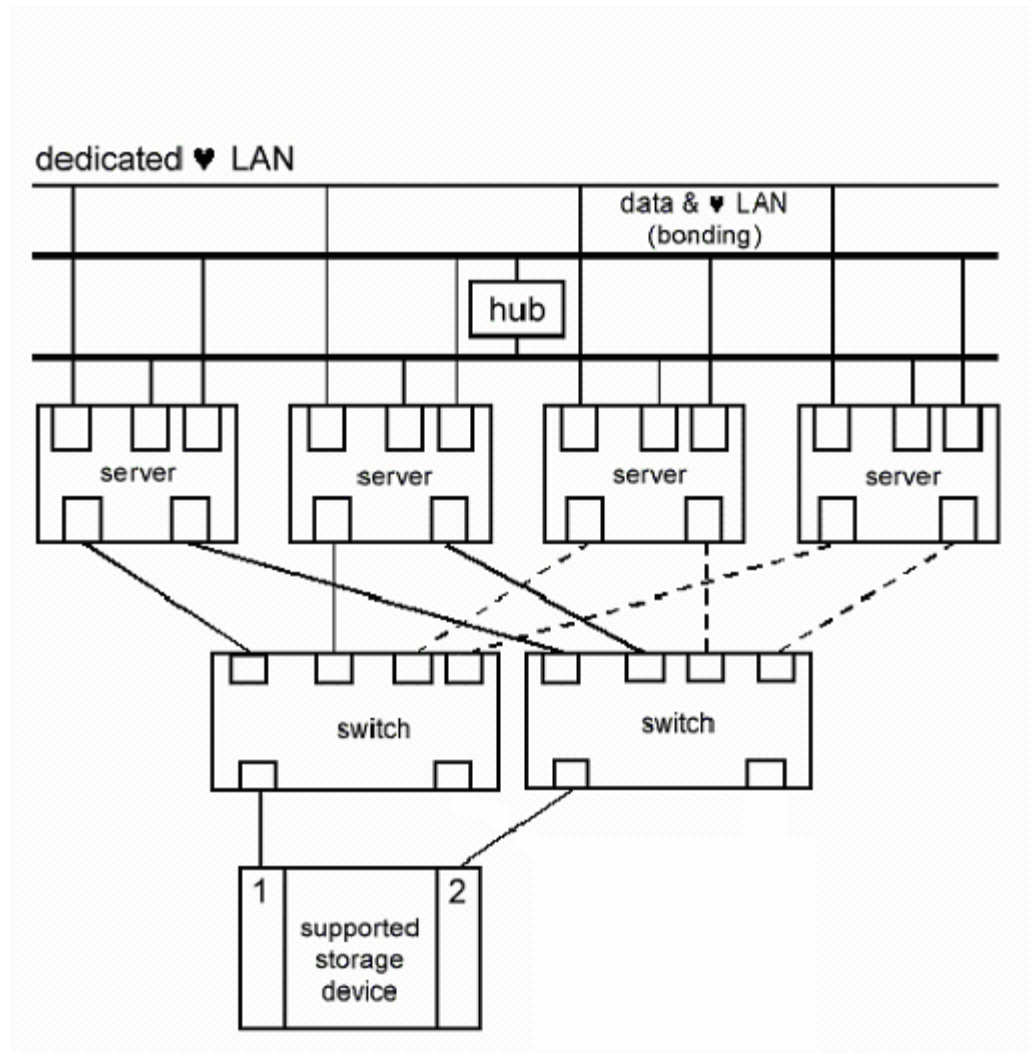 dedicated ♥ LAN
data & ♥ LAN
(bonding)
hub
server
server
server
server
switch
switch
1
2
supported
storage
device